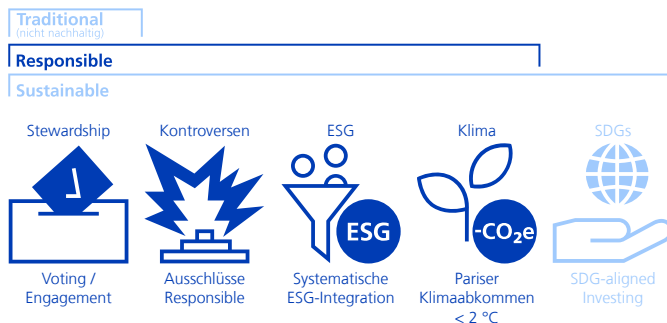 Traditional
(nicht nachhaltig)
Responsible
Sustainable
Stewardship Kontroversen ESG Klima SDGs
ESG -CO₂e
Voting / Ausschlüsse Systematische Pariser SDG-aligned
Engagement Responsible ESG-Integration Klimaabkommen Investing
< 2 °C